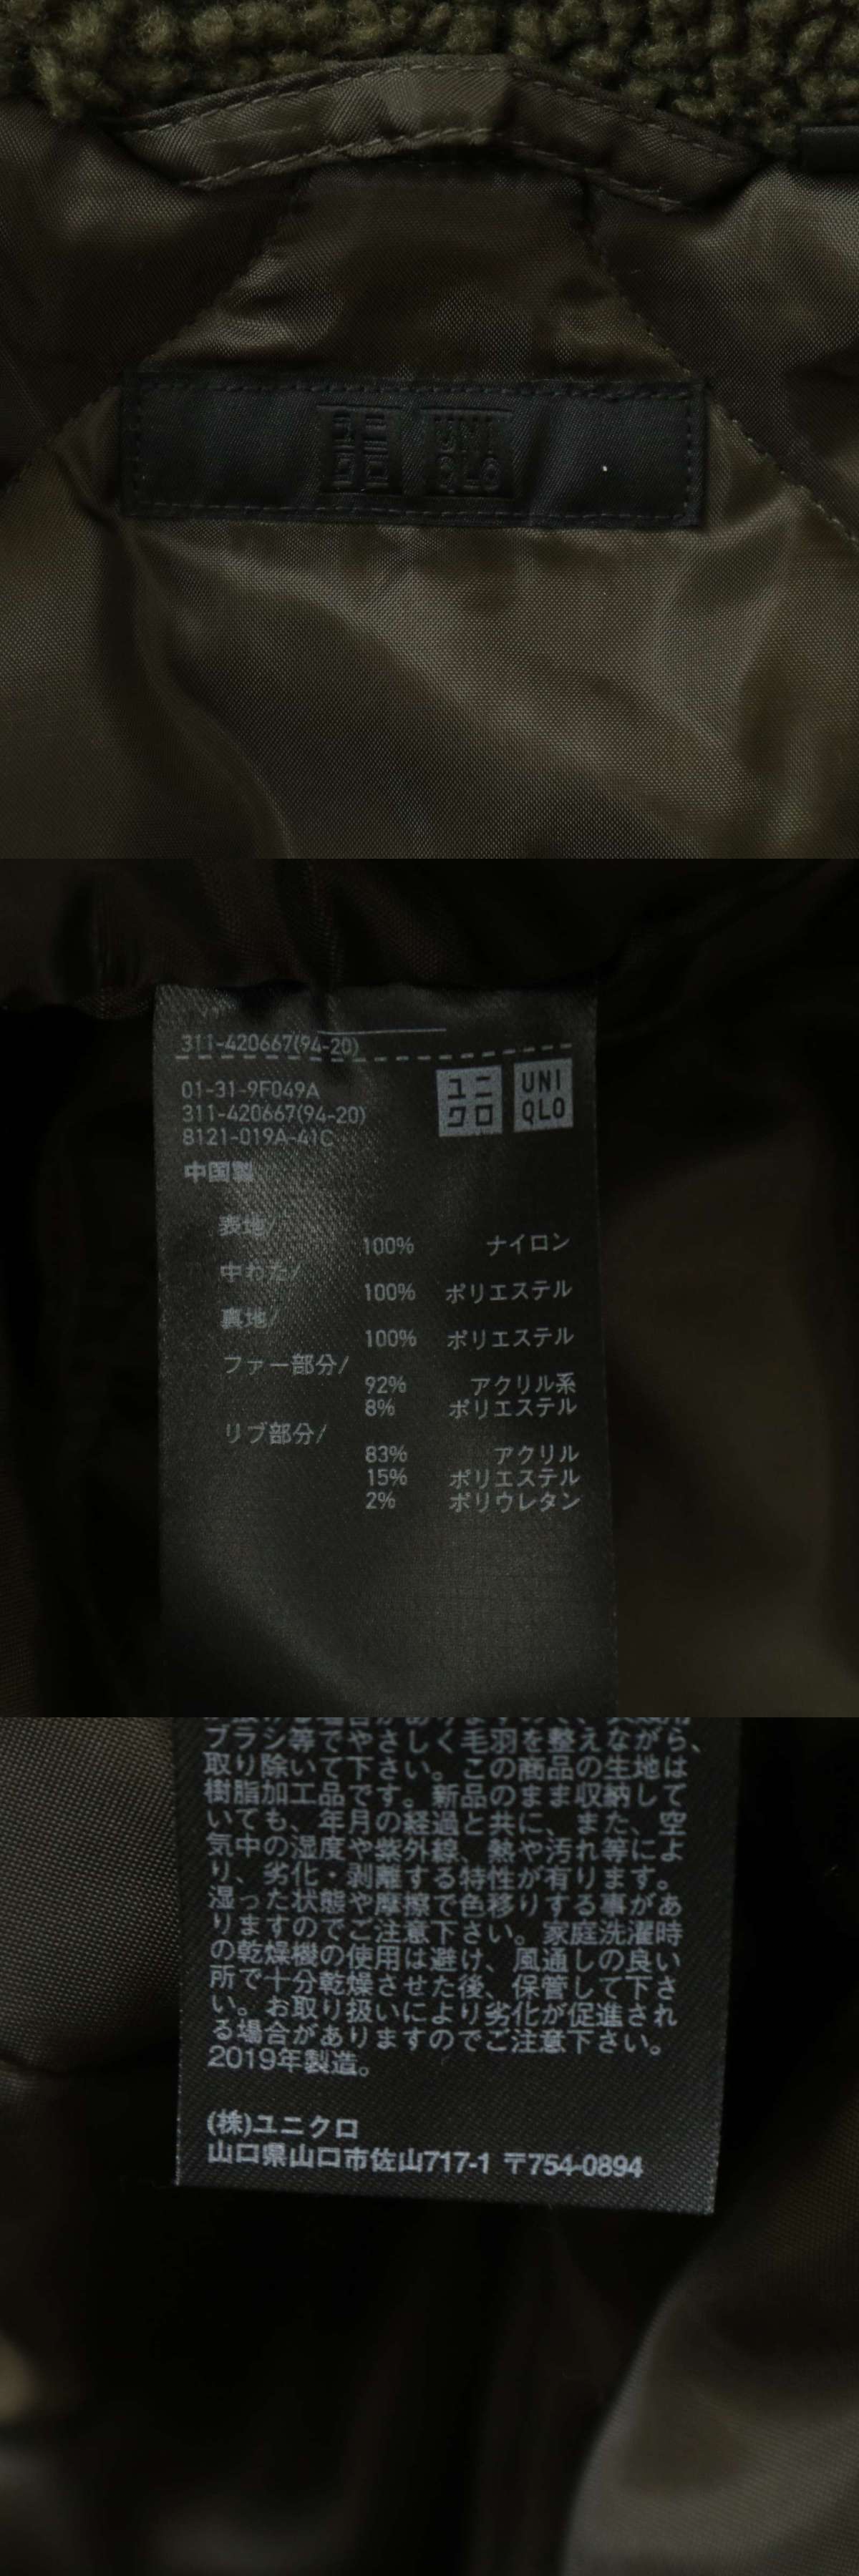 ユニ UNI
クロ QLO
311-420667(94-20)
01-31-9F049A
311-420667(94-20)
8121-019A-41C
ユニ UNI
クロ QLO
中国製
表地/
100% ナイロン
中わた/
100% ポリエステル
裏地/
100% ポリエステル
ファー部分/
92% アクリル系
8% ポリエステル
リブ部分/
83% アクリル
15% ポリエステル
2% ポリウレタン
ブラシ等でやさしく毛羽を整えながら、
取り除いて下さい。この商品の生地は
樹脂加工品です。新品のまま収納して
いても、年月の経過と共に、また、空
気中の湿度や紫外線、熱や汚れ等によ
り、劣化・剥離する特性が有ります。
湿った状態や摩擦で色移りする事があ
りますのでご注意下さい。家庭洗濯時
の乾燥機の使用は避け、風通しの良い
所で十分乾燥させた後、保管して下さ
い。お取り扱いにより劣化が促進され
る場合がありますのでご注意下さい。
2019年製造。
(株)ユニクロ
山口県山口市佐山717-1 〒754-0894